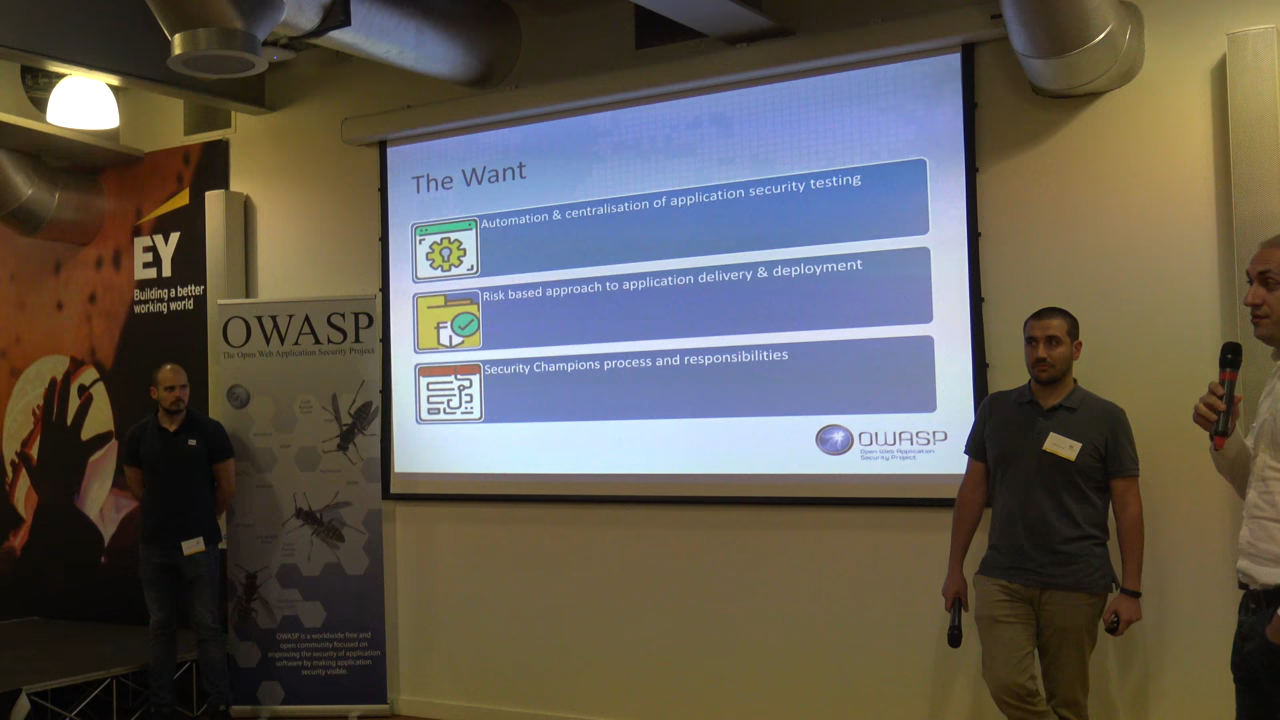 The Want
Automation & centralisation of application security testing
Risk based approach to application delivery & deployment
Security Champions process and responsibilities
OWASP
Open Web Application
Security Project
EY
Building a better
working world
OWASP
The Open Web Application Security Project
OWASP is a worldwide free and
open community focused on
improving the security of application
software by making application
security visible.